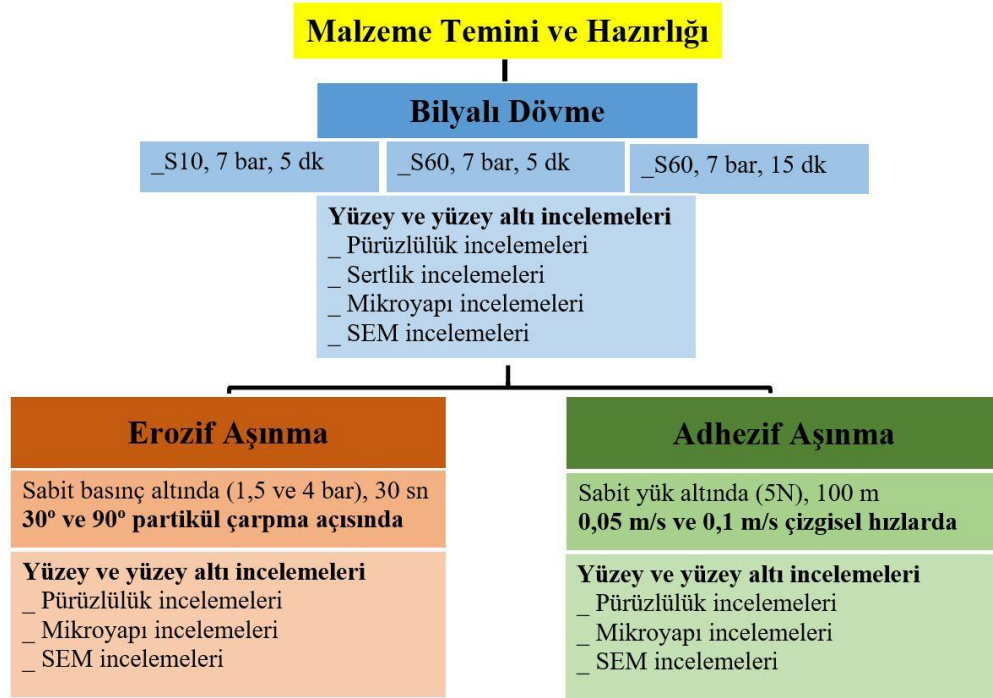 Malzeme Temini ve Hazırlığı
Bilyalı Dövme
_S10, 7 bar, 5 dk
_S60, 7 bar, 5 dk
_S60, 7 bar, 15 dk
Yüzey ve yüzey altı incelemeleri
_ Pürüzlülük incelemeleri
_ Sertlik incelemeleri
_ Mikroyapı incelemeleri
_ SEM incelemeleri
Erozif Aşınma
Sabit basınç altında (1,5 ve 4 bar), 30 sn
30º ve 90º partikül çarpma açısında
Yüzey ve yüzey altı incelemeleri
_ Pürüzlülük incelemeleri
_ Mikroyapı incelemeleri
_ SEM incelemeleri
Adhezif Aşınma
Sabit yük altında (5N), 100 m
0,05 m/s ve 0,1 m/s çizgisel hızlarda
Yüzey ve yüzey altı incelemeleri
_ Pürüzlülük incelemeleri
_ Mikroyapı incelemeleri
_ SEM incelemeleri